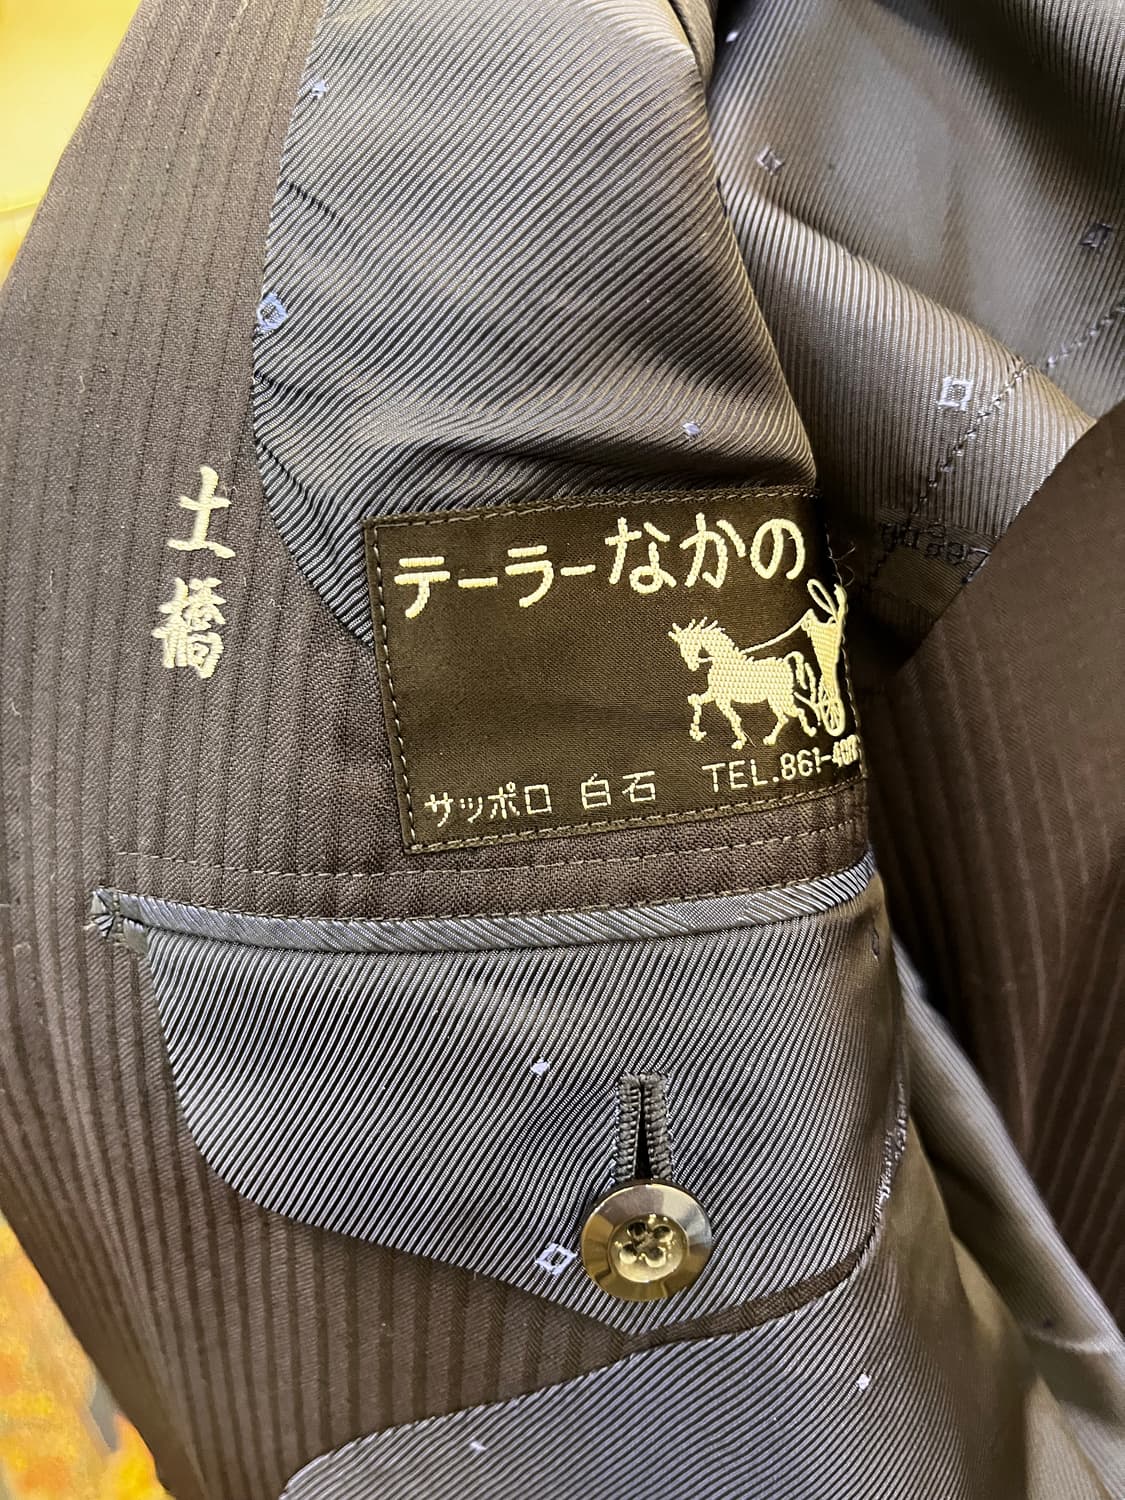 土橋
テーラーなかの
サッポロ 白石 TEL.861-